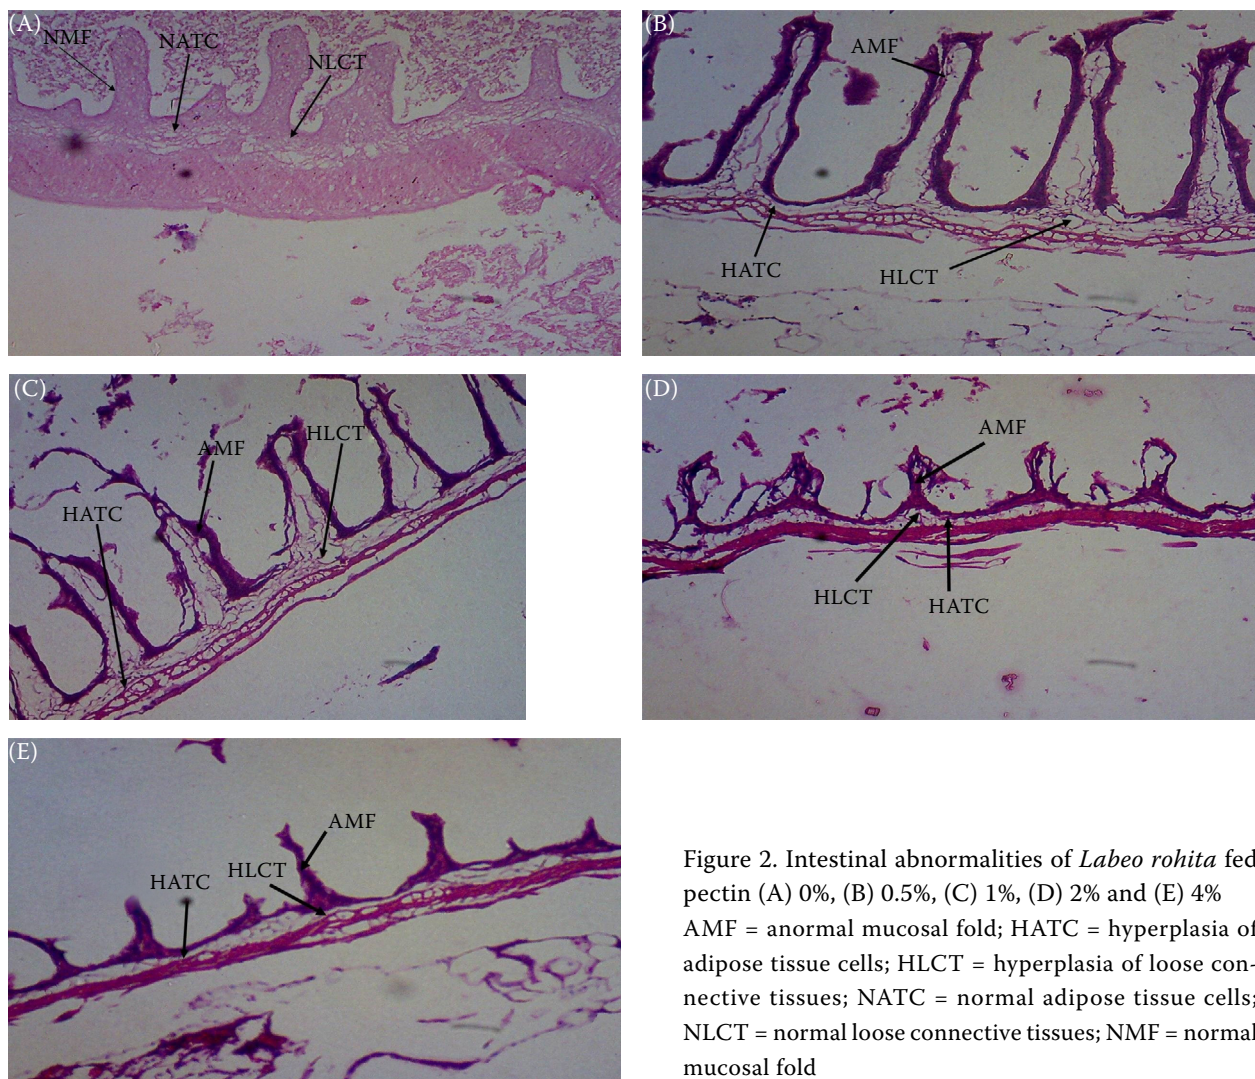 (A)
NMF
NATC
NLCT
(B)
AMF
HATC
HLCT
(C)
AMF
HLCT
HATC
(D)
AMF
HLCT
HATC
(E)
AMF
HLCT
HATC
Figure 2. Intestinal abnormalities of Labeo rohita fed
pectin (A) 0%, (B) 0.5%, (C) 1%, (D) 2% and (E) 4%
AMF = anormal mucosal fold; HATC = hyperplasia of
adipose tissue cells; HLCT = hyperplasia of loose con-
nective tissues; NATC = normal adipose tissue cells;
NLCT = normal loose connective tissues; NMF = normal
mucosal fold